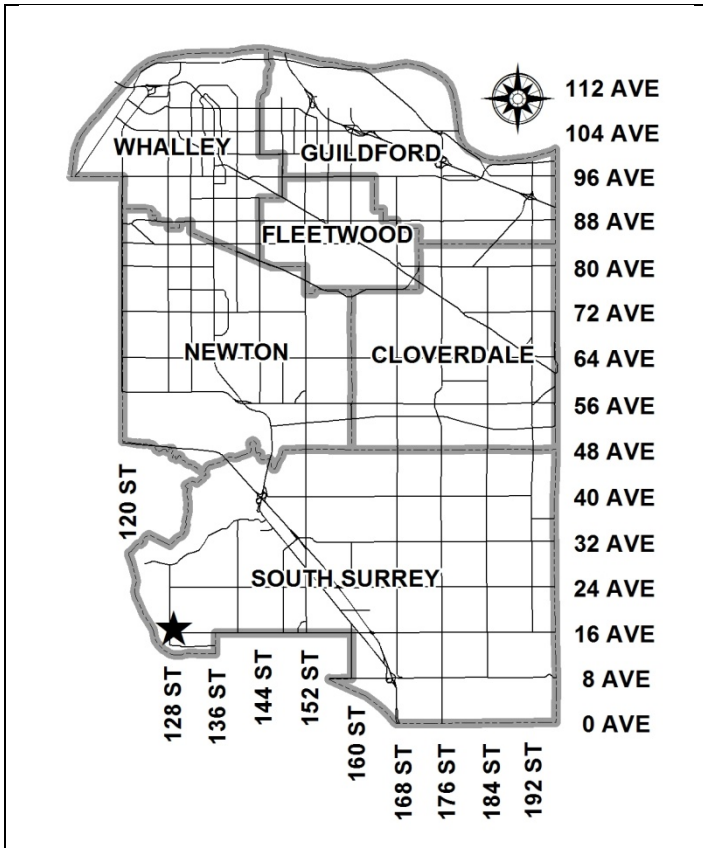 112 AVE
104 AVE
WHALLEY
GUILDFORD
96 AVE
88 AVE
FLEETWOOD
80 AVE
72 AVE
NEWTON
CLOVERDALE
64 AVE
56 AVE
48 AVE
120 ST
40 AVE
32 AVE
SOUTH SURREY
24 AVE
16 AVE
128 ST
136 ST
144 ST
152 ST
160 ST
8 AVE
0 AVE
168 ST
176 ST
184 ST
192 ST